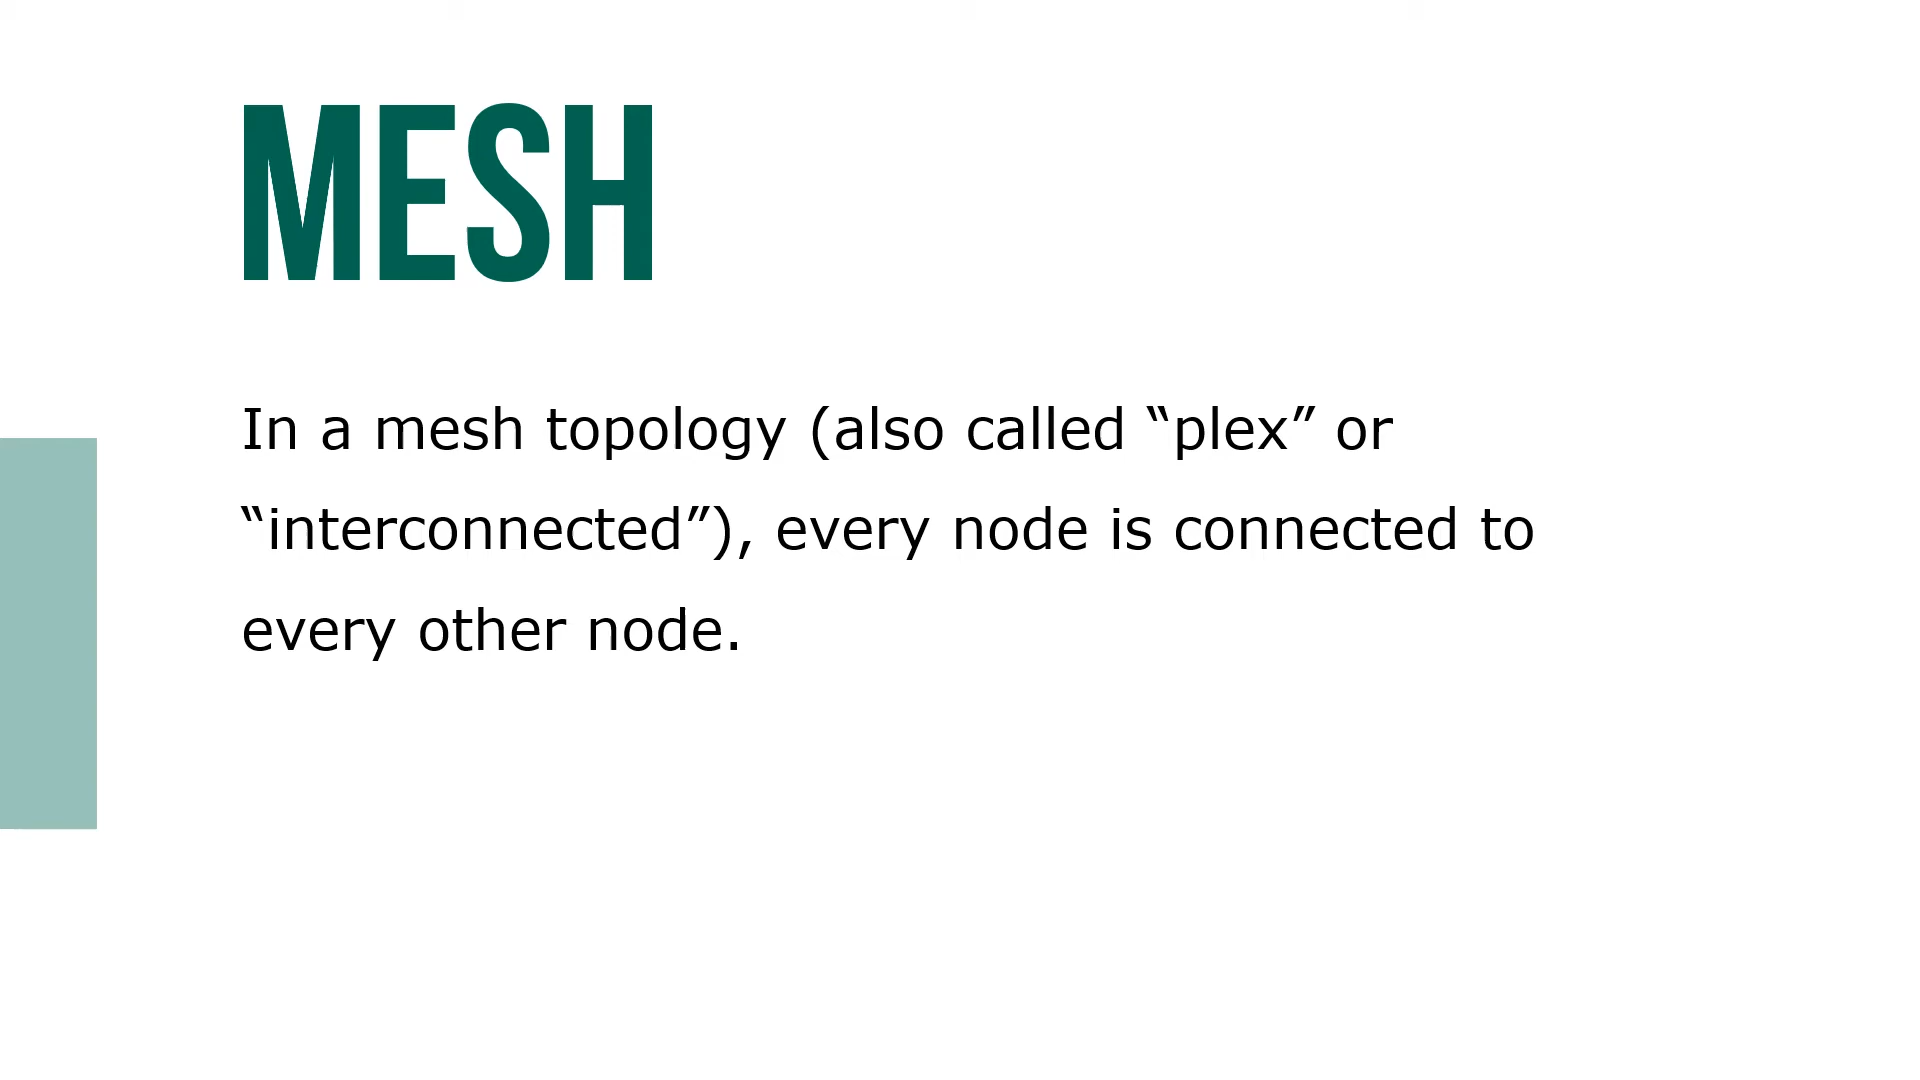 MESH
In a mesh topology (also called “plex” or
“interconnected”), every node is connected to
every other node.